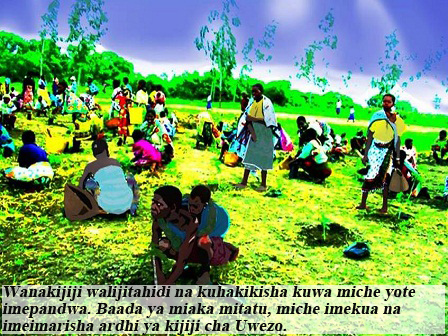 Wanakijiji walijitahidi na kuhakikisha kuwa miche yote
imepandwa. Baada ya miaka mitatu, miche imekua na
imeimarisha ardhi ya kijiji cha Uwezo.